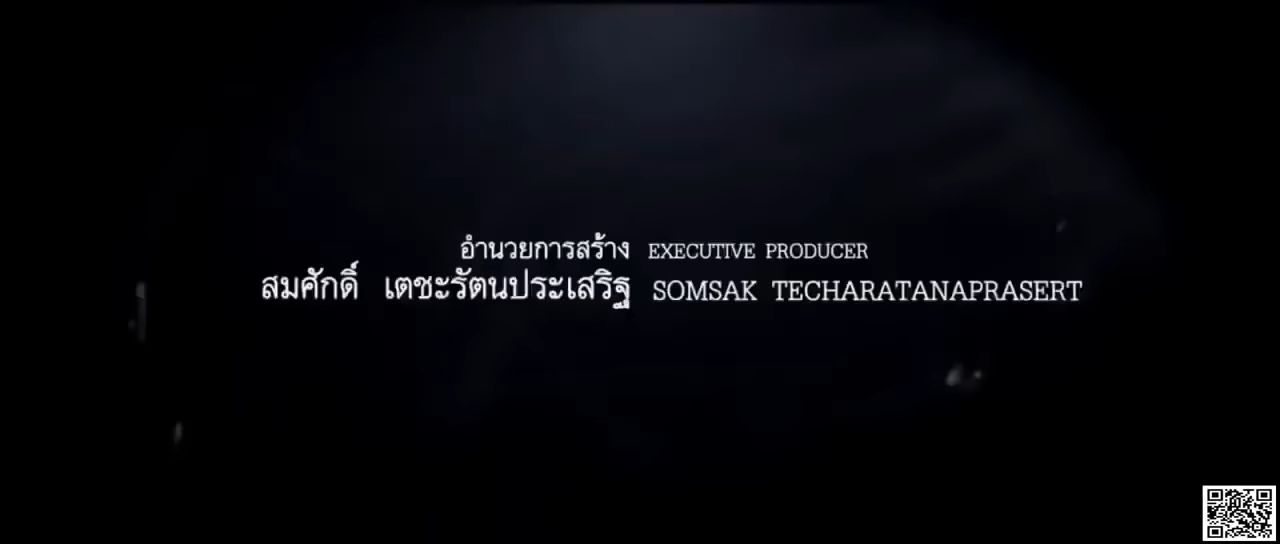 อำนวยการสร้าง EXECUTIVE PRODUCER
สมศักดิ์ เตชะรัตนประเสริฐ SOMSAK TECHARATANAPRASERT